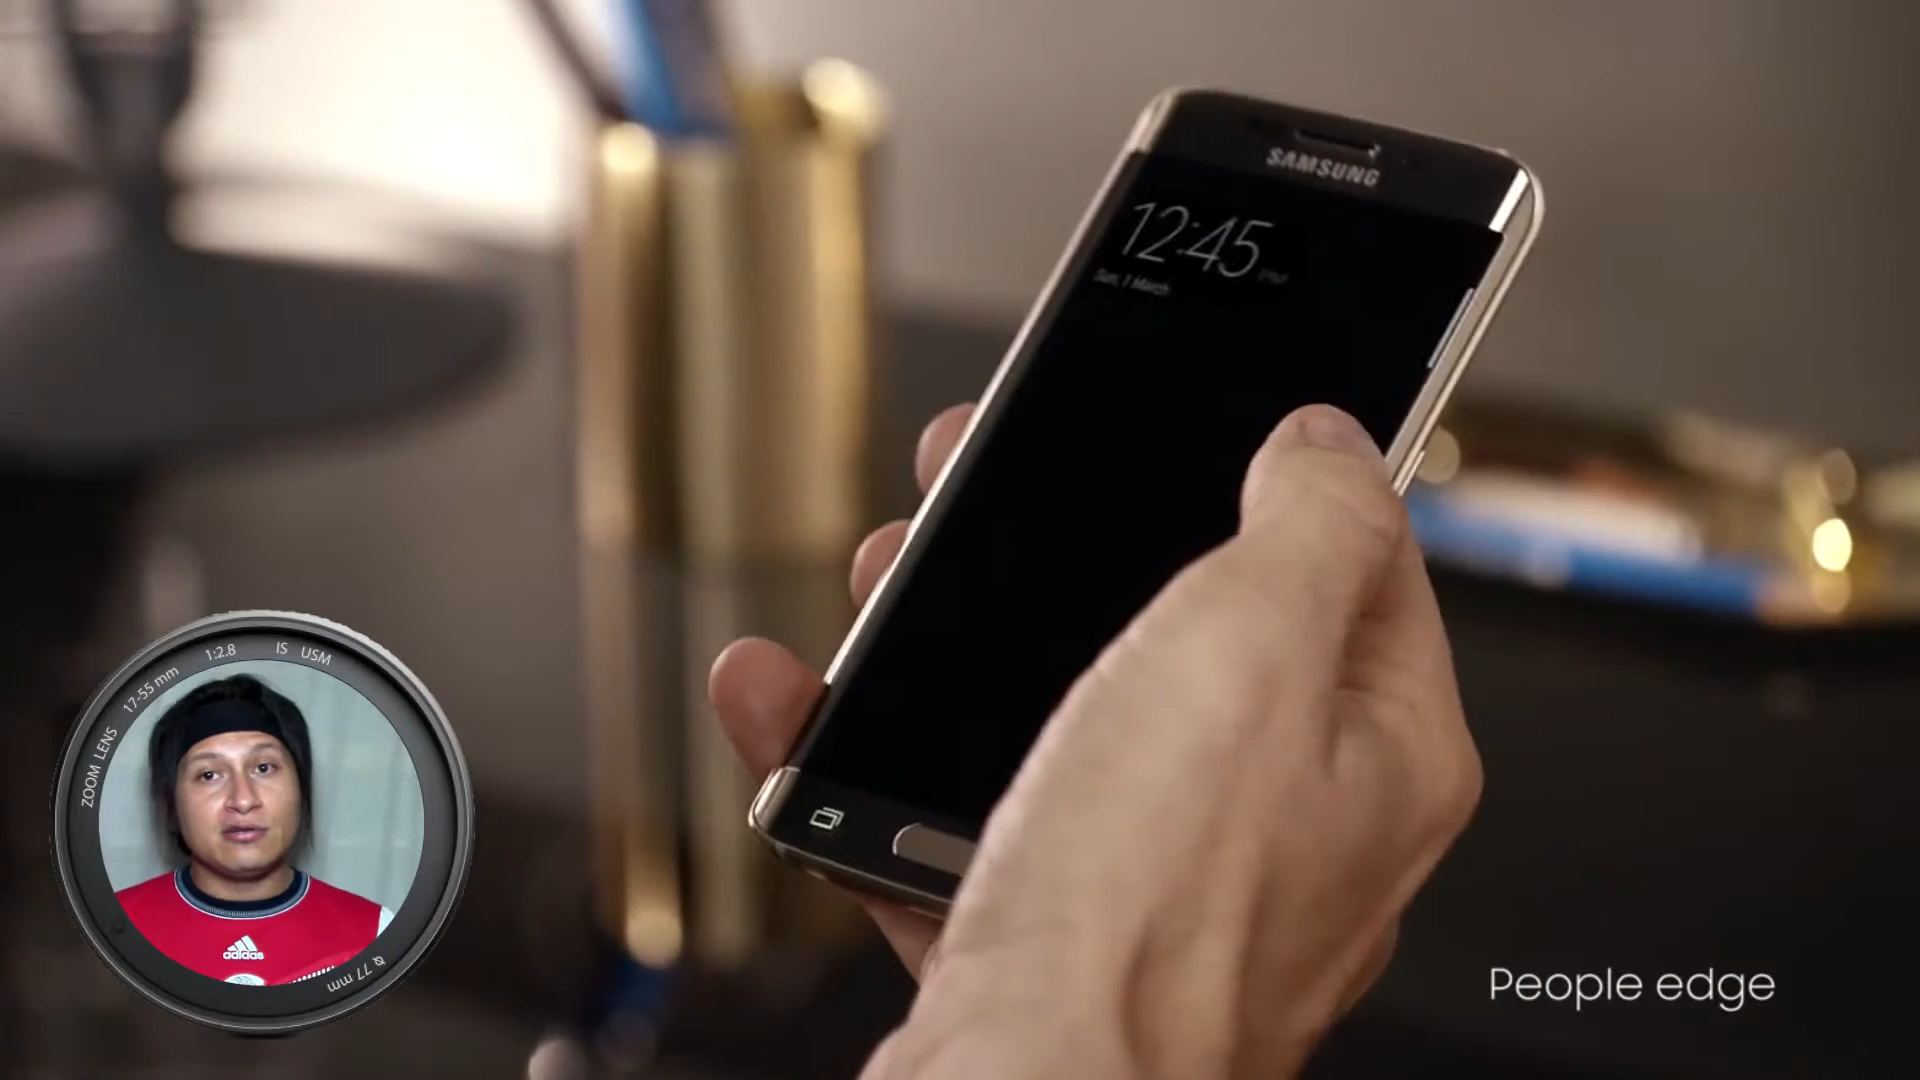 SAMSUNG
12:45 PM
Sun, 1 March
ZOOM LENS 17-55 mm 1:2.8 IS USM
adidas
77 mm
People edge